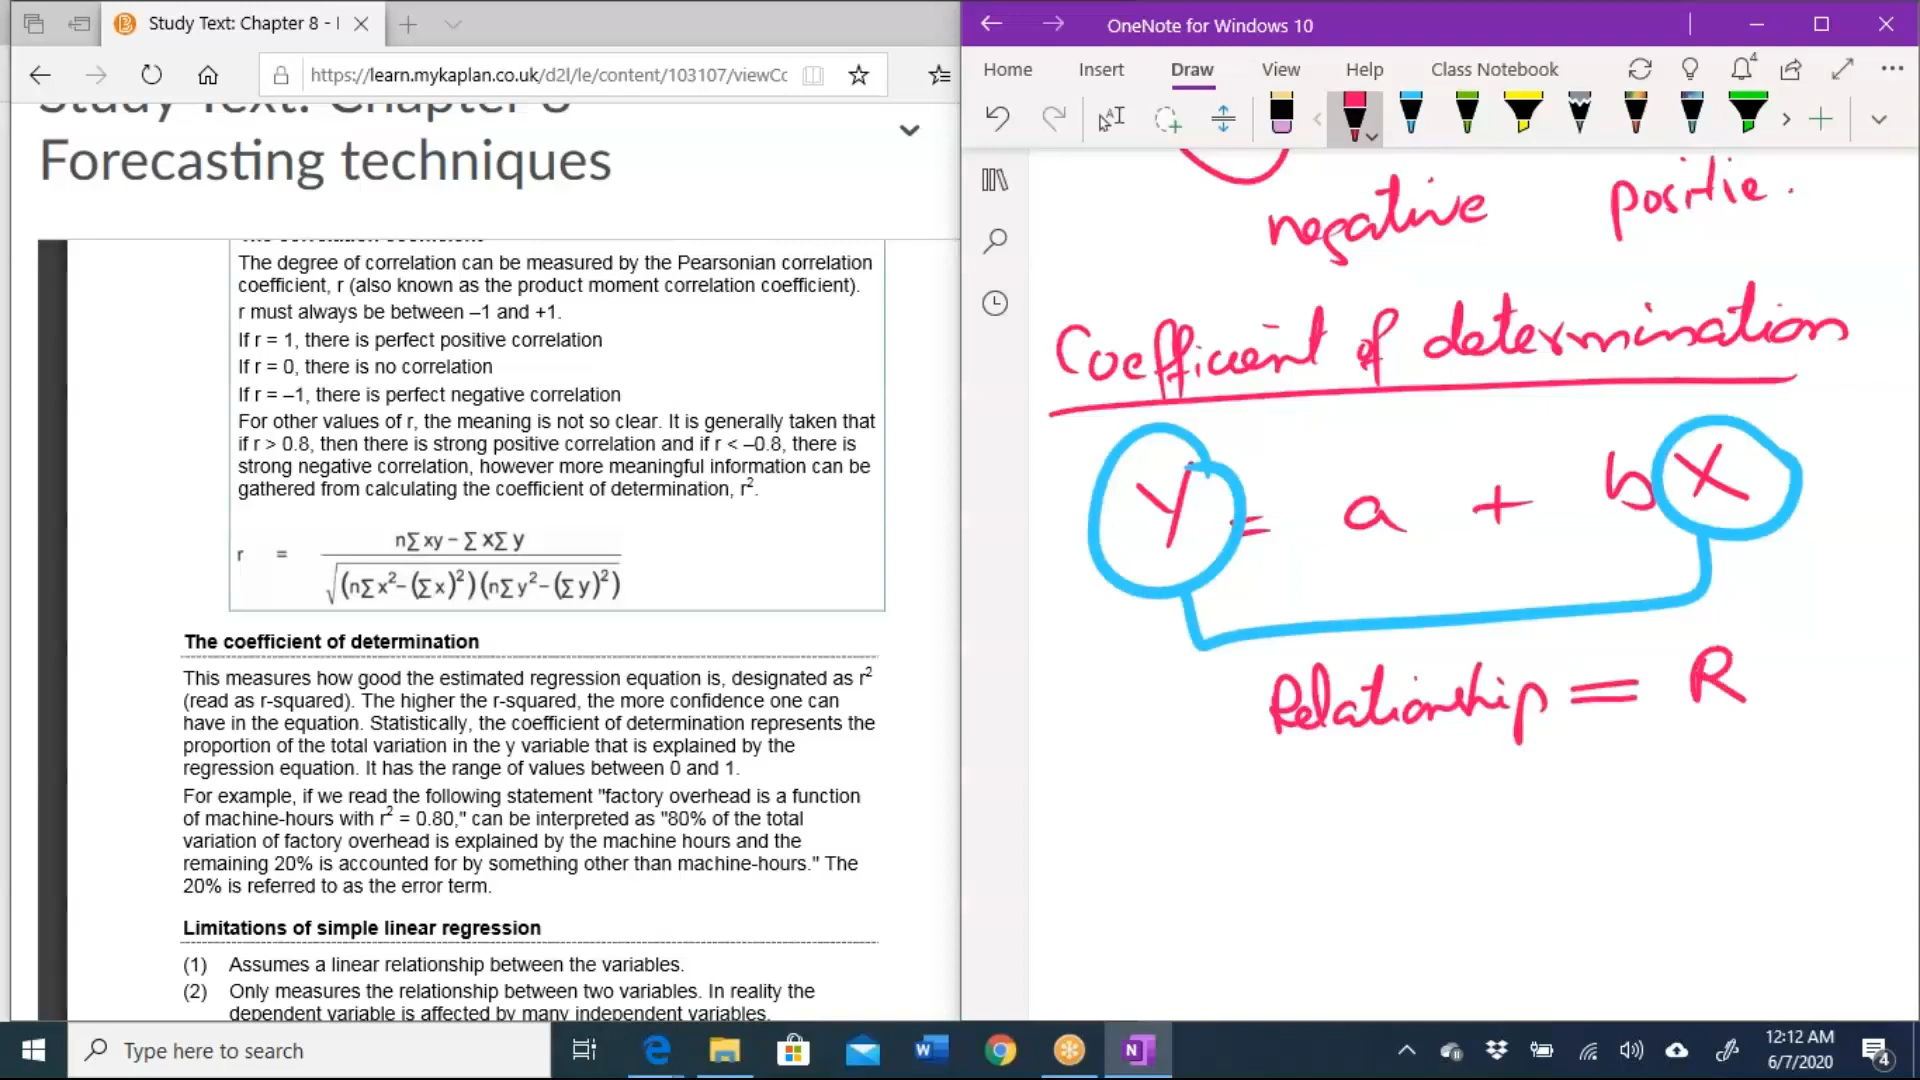 Study Text: Chapter 8 - I
https://learn.mykaplan.co.uk/d2l/le/content/103107/viewCc
Study Text: Chapter 8
Forecasting techniques
The degree of correlation can be measured by the Pearsonian correlation
coefficient, r (also known as the product moment correlation coefficient).
r must always be between –1 and +1.
If r = 1, there is perfect positive correlation
If r = 0, there is no correlation
If r = –1, there is perfect negative correlation
For other values of r, the meaning is not so clear. It is generally taken that
if r > 0.8, then there is strong positive correlation and if r < –0.8, there is
strong negative correlation, however more meaningful information can be
gathered from calculating the coefficient of determination, r².
r = n∑xy – ∑x∑y
√(n∑x²–(∑x)²)(n∑y²–(∑y)²)
The coefficient of determination
This measures how good the estimated regression equation is, designated as r²
(read as r-squared). The higher the r-squared, the more confidence one can
have in the equation. Statistically, the coefficient of determination represents the
proportion of the total variation in the y variable that is explained by the
regression equation. It has the range of values between 0 and 1.
For example, if we read the following statement "factory overhead is a function
of machine-hours with r² = 0.80," can be interpreted as "80% of the total
variation of factory overhead is explained by the machine hours and the
remaining 20% is accounted for by something other than machine-hours." The
20% is referred to as the error term.
Limitations of simple linear regression
(1) Assumes a linear relationship between the variables.
(2) Only measures the relationship between two variables. In reality the
dependent variable is affected by many independent variables.
OneNote for Windows 10
Home Insert Draw View Help Class Notebook
4
negative positie.
Coefficient of determination
Y = a + b X
Relationship = R
Type here to search
12:12 AM
6/7/2020
4